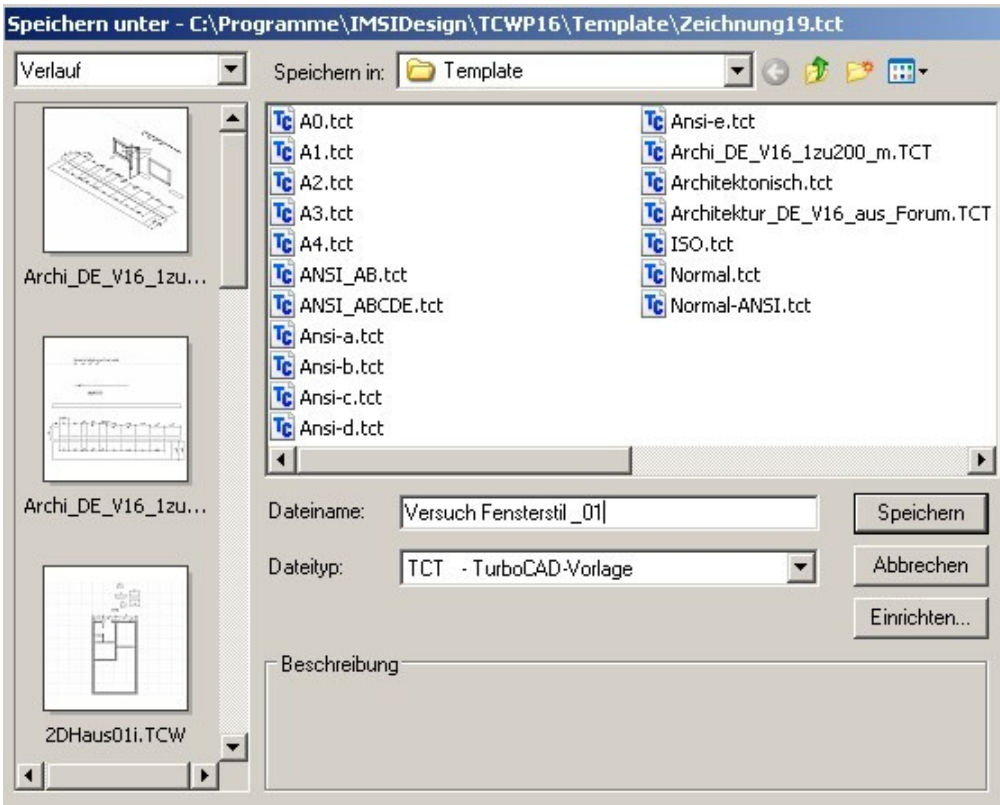 Speichern unter - C:\Programme\IMSIDesign\TCWP16\Template\Zeichnung19.tct
Verlauf
Speichern in:
Template
Archi_DE_V16_1zu...
Archi_DE_V16_1zu...
2DHaus01i.TCW
A0.tct
A1.tct
A2.tct
A3.tct
A4.tct
ANSI_AB.tct
ANSI_ABCDE.tct
Ansi-a.tct
Ansi-b.tct
Ansi-c.tct
Ansi-d.tct
Ansi-e.tct
Archi_DE_V16_1zu200_m.TCT
Architektonisch.tct
Architektur_DE_V16_aus_Forum.TCT
ISO.tct
Normal.tct
Normal-ANSI.tct
Dateiname:
Versuch Fensterstil _01
Speichern
Dateityp:
TCT - TurboCAD-Vorlage
Abbrechen
Einrichten...
Beschreibung